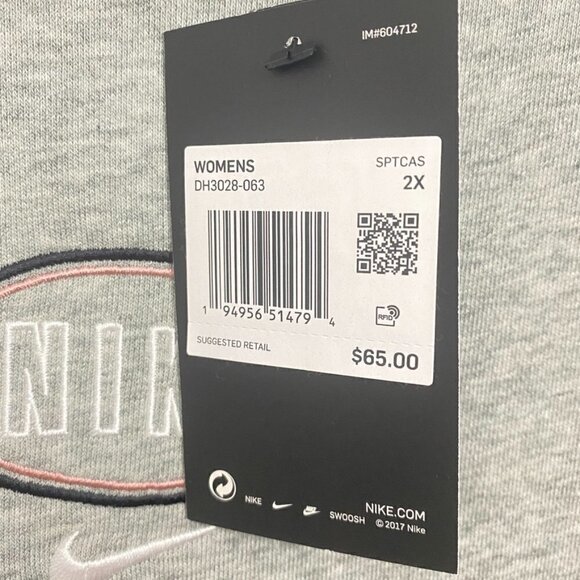 IM#604712
WOMENS SPTCAS
DH3028-063 2X
1 94956 51479 4
RFID
SUGGESTED RETAIL
$65.00
NIK
NIKE SWOOSH
NIKE.COM
© 2017 Nike